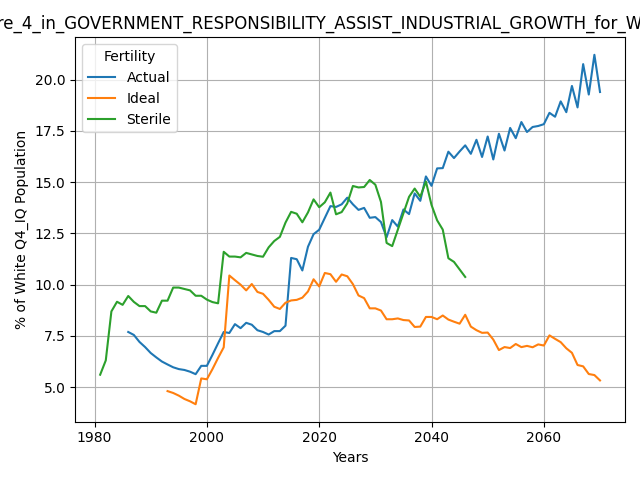 re_4_in_GOVERNMENT_RESPONSIBILITY_ASSIST_INDUSTRIAL_GROWTH_for_W
Fertility
Actual
Ideal
Sterile
20.0
17.5
15.0
12.5
10.0
7.5
5.0
% of White Q4_IQ Population
1980
2000
2020
2040
2060
Years